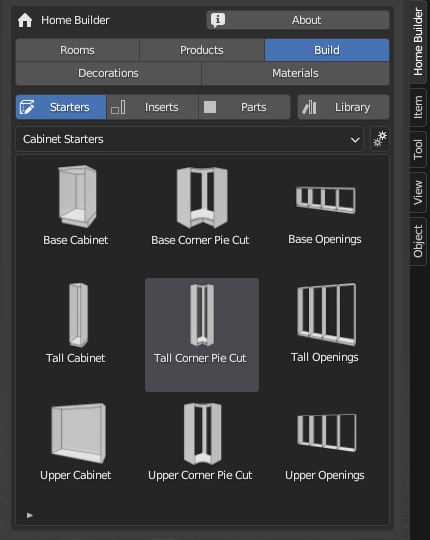 Home Builder
About
Rooms
Products
Build
Decorations
Materials
Starters
Inserts
Parts
Library
Cabinet Starters
Base Cabinet
Base Corner Pie Cut
Base Openings
Tall Cabinet
Tall Corner Pie Cut
Tall Openings
Upper Cabinet
Upper Corner Pie Cut
Upper Openings
Home Builder
Item
Tool
View
Object